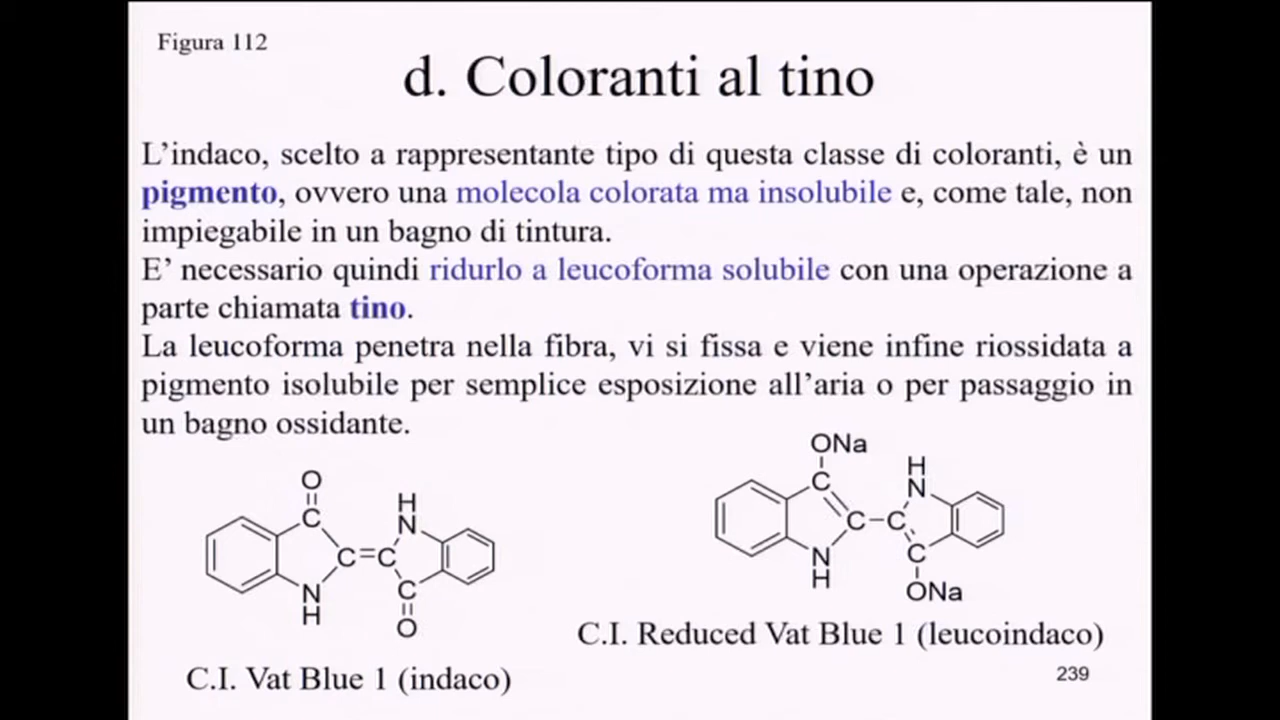 Figura 112
d. Coloranti al tino
L’indaco, scelto a rappresentante tipo di questa classe di coloranti, è un
pigmento, ovvero una molecola colorata ma insolubile e, come tale, non
impiegabile in un bagno di tintura.
E’ necessario quindi ridurlo a leucoforma solubile con una operazione a
parte chiamata tino.
La leucoforma penetra nella fibra, vi si fissa e viene infine riossidata a
pigmento isolubile per semplice esposizione all’aria o per passaggio in
un bagno ossidante.
O
C
H
N
C=C
N
H
C
O
ONa
C
H
N
C-C
N
H
C
ONa
C.I. Vat Blue 1 (indaco)
C.I. Reduced Vat Blue 1 (leucoindaco)
239